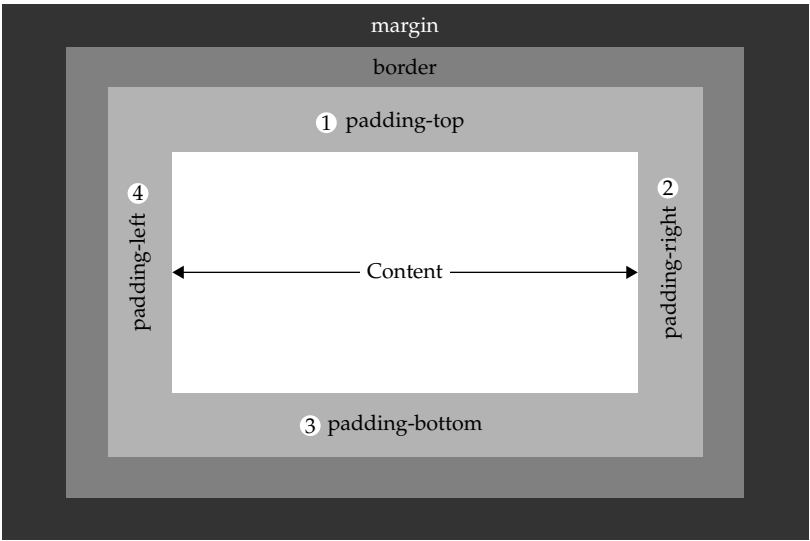 margin
border
1 padding-top
4 padding-left
Content
2 padding-right
3 padding-bottom